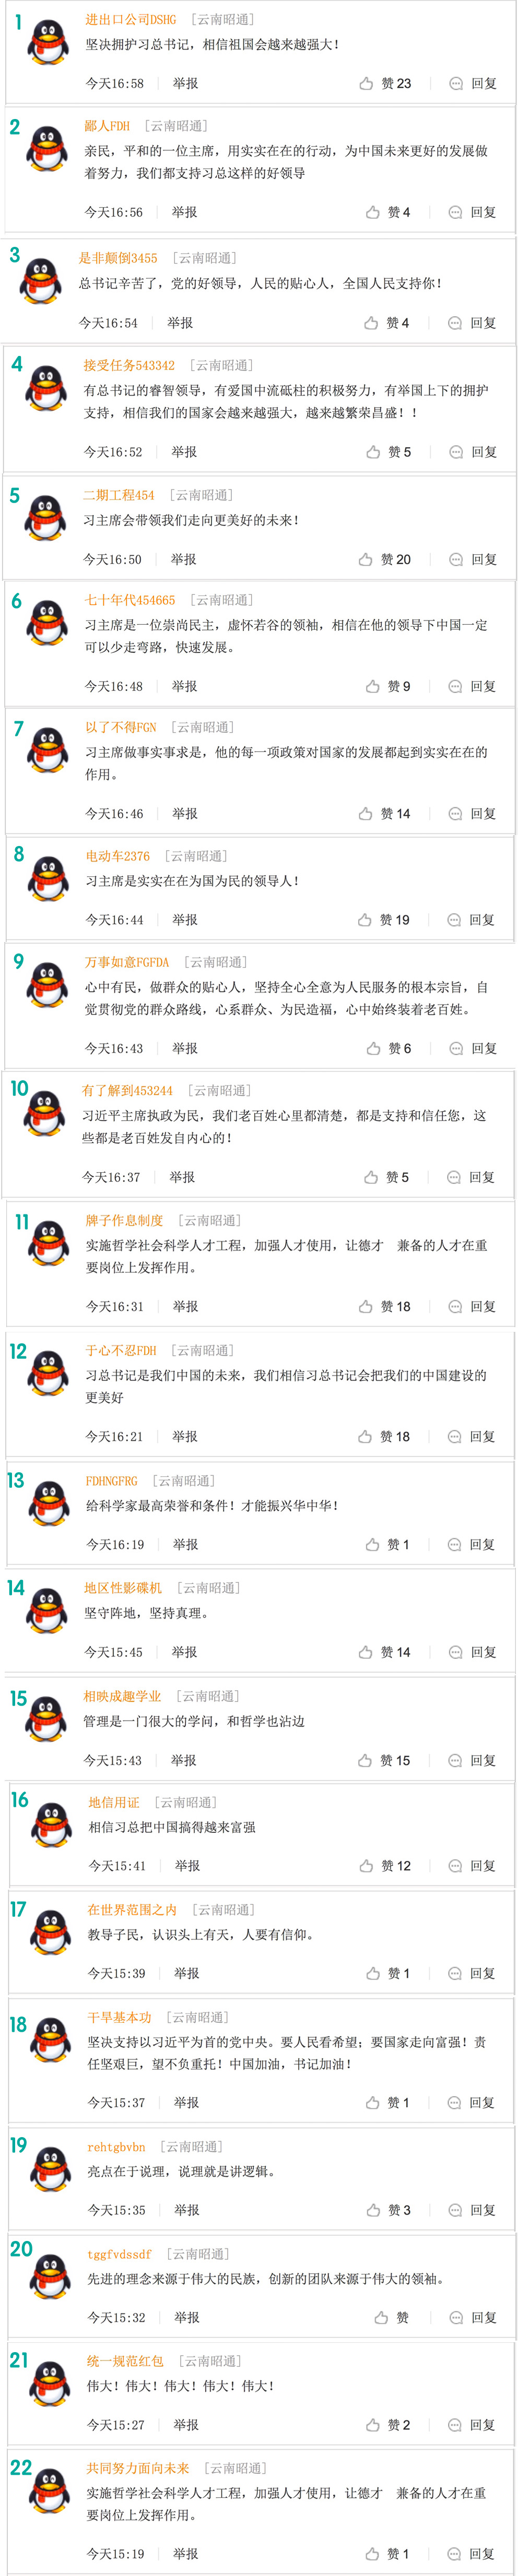 1
进出口公司DSHG [云南昭通]
坚决拥护习总书记，相信祖国会越来越强大！
今天16:58 举报 赞 23 回复
2
鄙人FDH [云南昭通]
亲民，平和的一位主席，用实实在在的行动，为中国未来更好的发展做
着努力，我们都支持习总这样的好领导
今天16:56 举报 赞 4 回复
3
是非颠倒3455 [云南昭通]
总书记辛苦了，党的好领导，人民的贴心人，全国人民支持你！
今天16:54 举报 赞 4 回复
4
接受任务543342 [云南昭通]
有总书记的睿智领导，有爱国中流砥柱的积极努力，有举国上下的拥护
支持，相信我们的国家会越来越强大，越来越繁荣昌盛！！
今天16:52 举报 赞 5 回复
5
二期工程454 [云南昭通]
习主席会带领我们走向更美好的未来！
今天16:50 举报 赞 20 回复
6
七十年代454665 [云南昭通]
习主席是一位崇尚民主，虚怀若谷的领袖，相信在他的领导下中国一定
可以少走弯路，快速发展。
今天16:48 举报 赞 9 回复
7
以了不得FGN [云南昭通]
习主席做事实事求是，他的每一项政策对国家的发展都起到实实在在的
作用。
今天16:46 举报 赞 14 回复
8
电动车2376 [云南昭通]
习主席是实实在在为国为民的领导人！
今天16:44 举报 赞 19 回复
9
万事如意FGFDA [云南昭通]
心中有民，做群众的贴心人，坚持全心全意为人民服务的根本宗旨，自
觉贯彻党的群众路线，心系群众、为民造福，心中始终装着老百姓。
今天16:43 举报 赞 6 回复
10
有了解到453244 [云南昭通]
习近平主席执政为民，我们老百姓心里都清楚，都是支持和信任您，这
些都是老百姓发自内心的！
今天16:37 举报 赞 5 回复
11
牌子作息制度 [云南昭通]
实施哲学社会科学人才工程，加强人才使用，让德才 兼备的人才在重
要岗位上发挥作用。
今天16:31 举报 赞 18 回复
12
于心不忍FDH [云南昭通]
习总书记是我们中国的未来，我们相信习总书记会把我们的中国建设的
更美好
今天16:21 举报 赞 18 回复
13
FDHNGFRG [云南昭通]
给科学家最高荣誉和条件！才能振兴华中华！
今天16:19 举报 赞 1 回复
14
地区性影碟机 [云南昭通]
坚守阵地，坚持真理。
今天15:45 举报 赞 14 回复
15
相映成趣学业 [云南昭通]
管理是一门很大的学问，和哲学也沾边
今天15:43 举报 赞 15 回复
16
地信用证 [云南昭通]
相信习总把中国搞得越来富强
今天15:41 举报 赞 12 回复
17
在世界范围之内 [云南昭通]
教导子民，认识头上有天，人要有信仰。
今天15:39 举报 赞 1 回复
18
干旱基本功 [云南昭通]
坚决支持以习近平为首的党中央。要人民看希望；要国家走向富强！责
任坚艰巨，望不负重托！中国加油，书记加油！
今天15:37 举报 赞 1 回复
19
rehtgbvbn [云南昭通]
亮点在于说理，说理就是讲逻辑。
今天15:35 举报 赞 3 回复
20
tggfvdssdf [云南昭通]
先进的理念来源于伟大的民族，创新的团队来源于伟大的领袖。
今天15:32 举报 赞 回复
21
统一规范红包 [云南昭通]
伟大！伟大！伟大！伟大！伟大！
今天15:27 举报 赞 2 回复
22
共同努力面向未来 [云南昭通]
实施哲学社会科学人才工程，加强人才使用，让德才 兼备的人才在重
要岗位上发挥作用。
今天15:19 举报 赞 1 回复